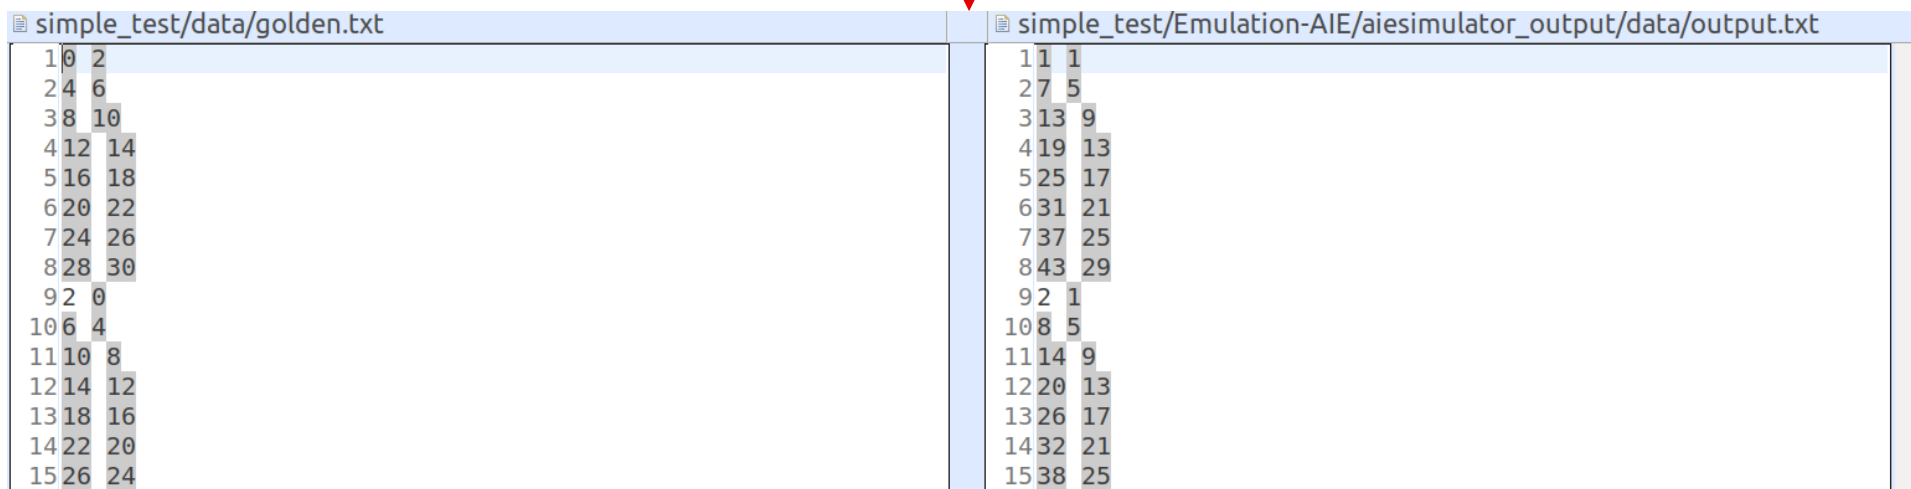 simple_test/data/golden.txt
1 0 2
2 4 6
3 8 10
4 12 14
5 16 18
6 20 22
7 24 26
8 28 30
9 2 0
10 6 4
11 10 8
12 14 12
13 18 16
14 22 20
15 26 24
simple_test/Emulation-AIE/aiesimulator_output/data/output.txt
1 1 1
2 7 5
3 13 9
4 19 13
5 25 17
6 31 21
7 37 25
8 43 29
9 2 1
10 8 5
11 14 9
12 20 13
13 26 17
14 32 21
15 38 25